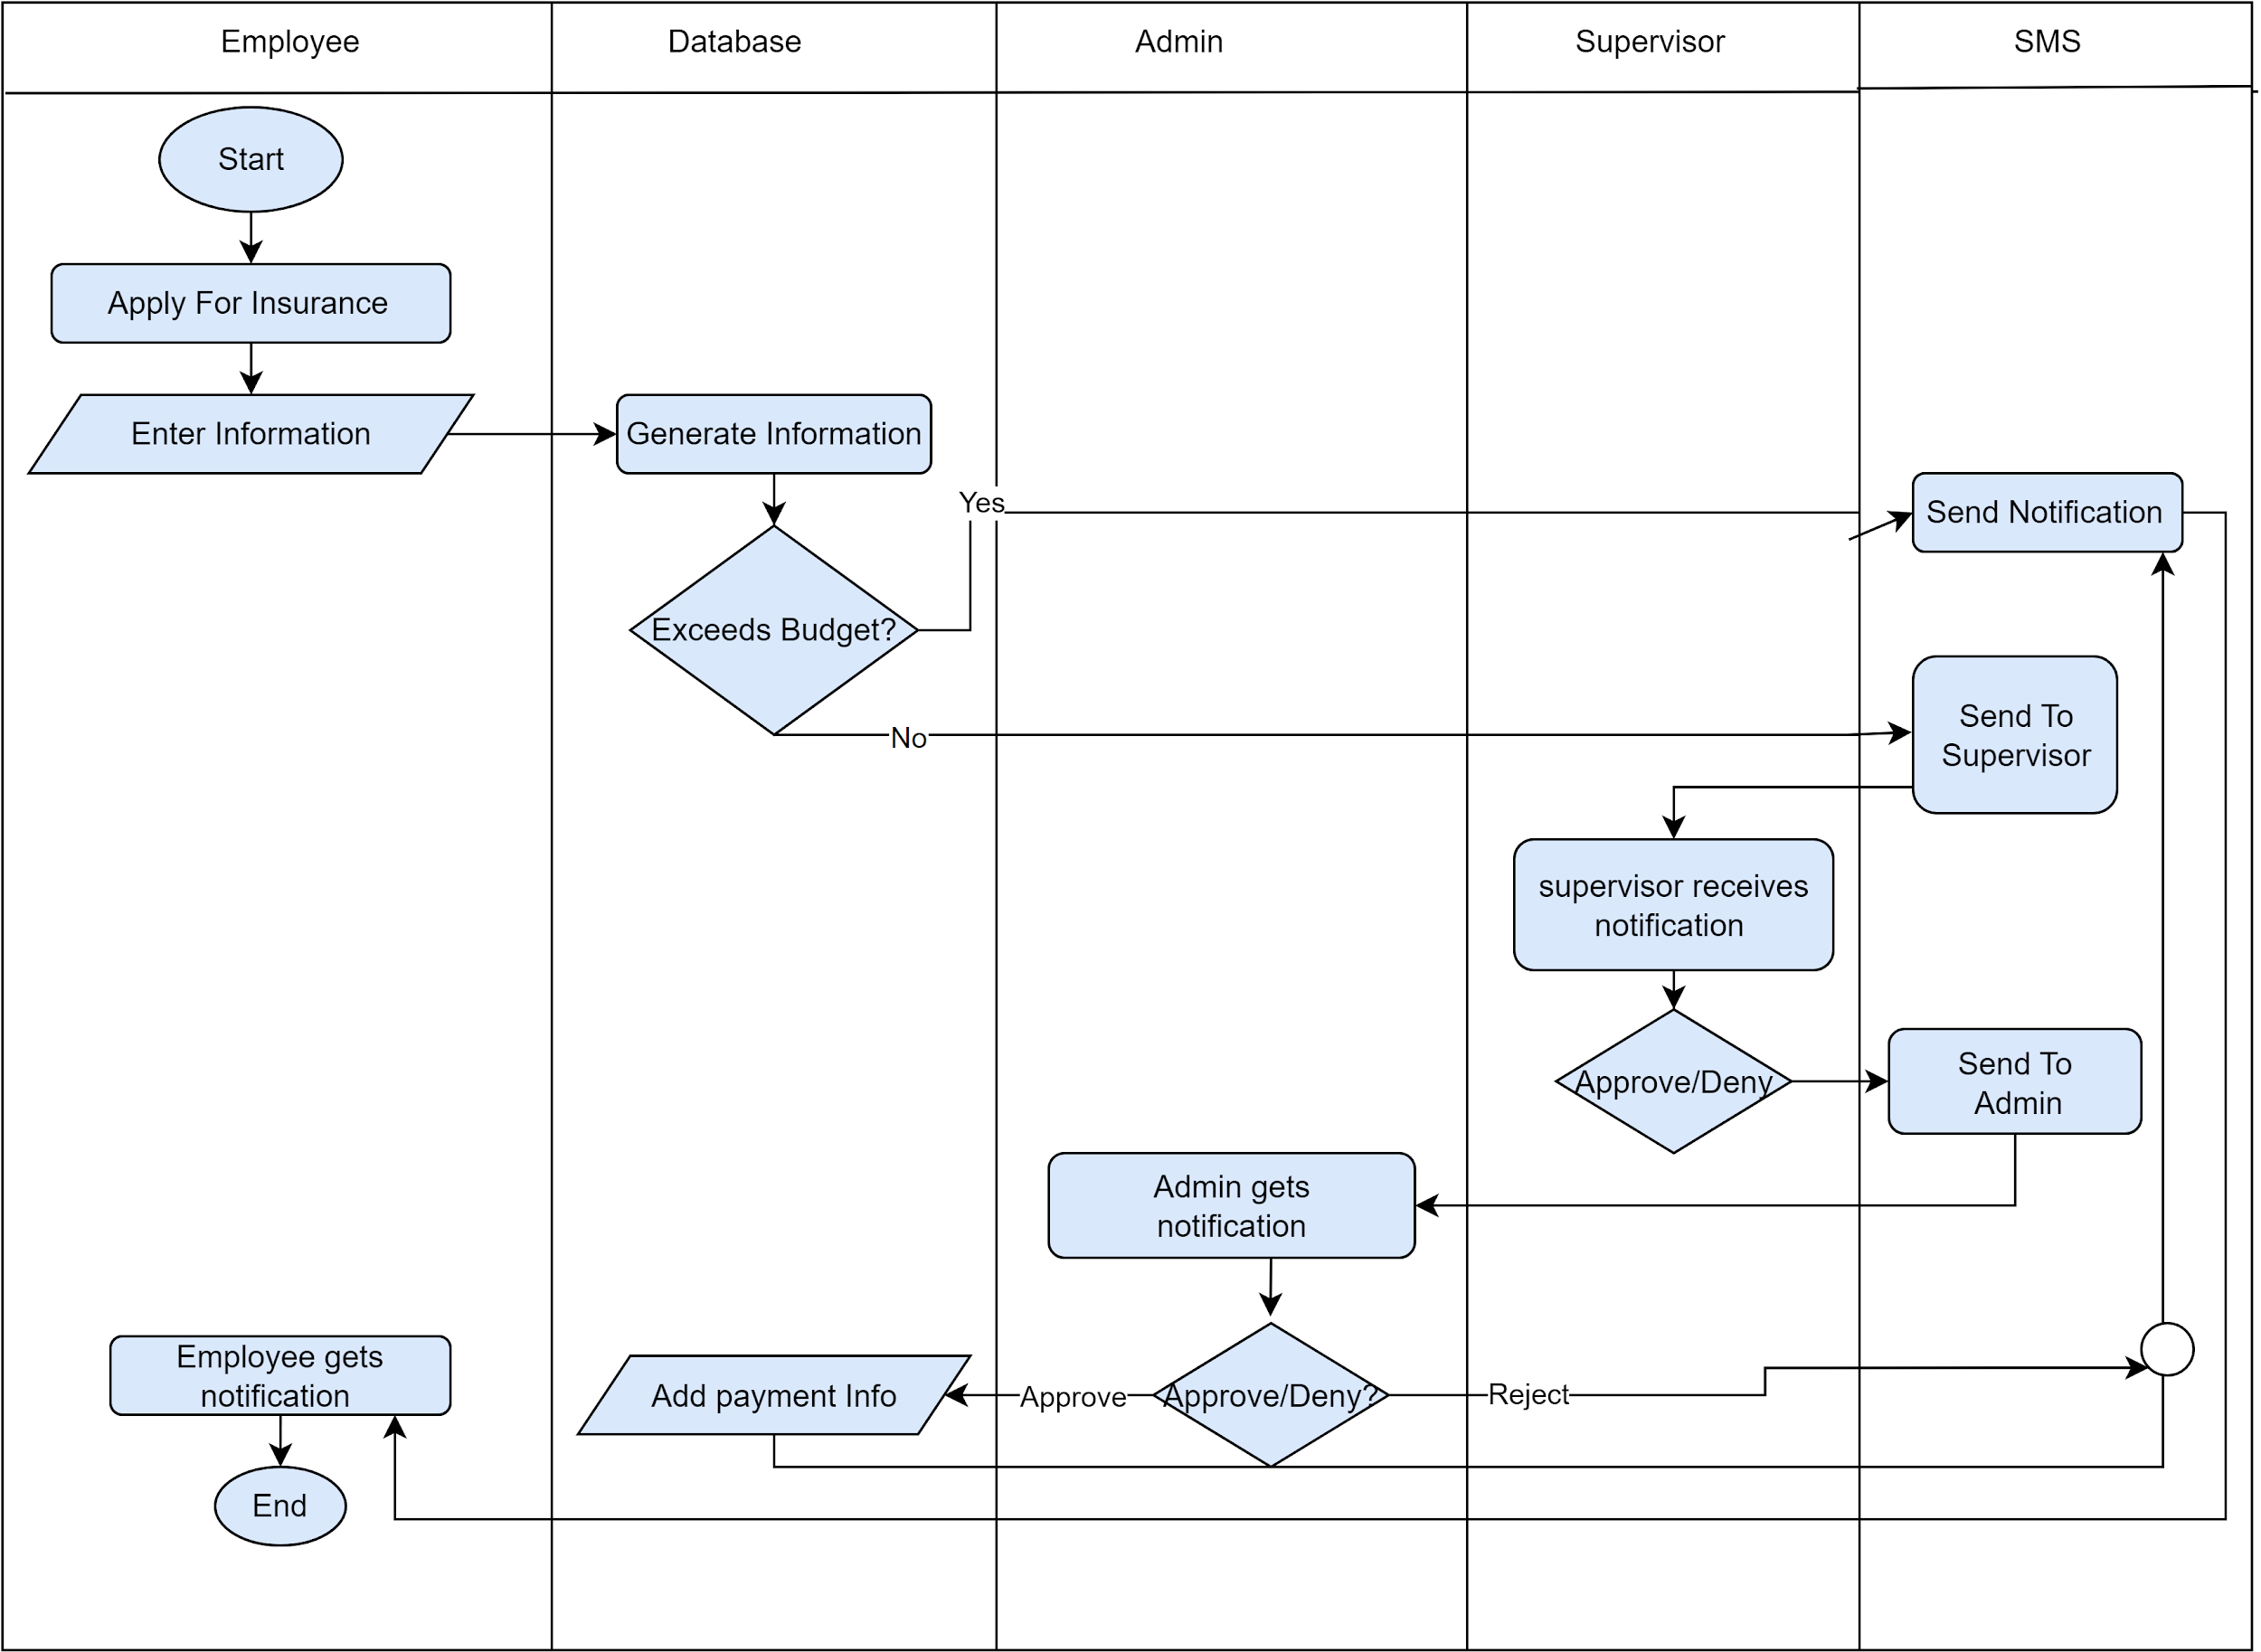 Employee
Database
Admin
Supervisor
SMS
Start
Apply For Insurance
Enter Information
Generate Information
Yes
Send Notification
Exceeds Budget?
No
Send To
Supervisor
supervisor receives
notification
Approve/Deny
Send To
Admin
Admin gets
notification
Employee gets
notification
Add payment Info
Approve
Approve/Deny?
Reject
End